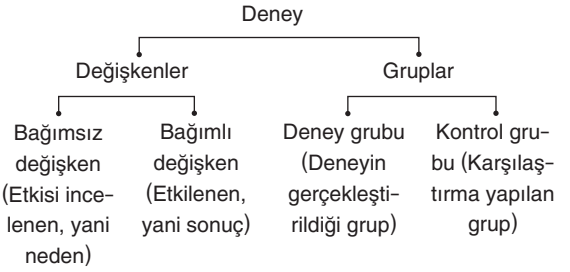 Deney
Değişkenler
Gruplar
Bağımsız
değişken
(Etkisi ince-
lenen, yani
neden)
Bağımlı
değişken
(Etkilenen,
yani sonuç)
Deney grubu
(Deneyin
gerçekleşti-
rildiği grup)
Kontrol gru-
bu (Karşılaş-
tırma yapılan
grup)